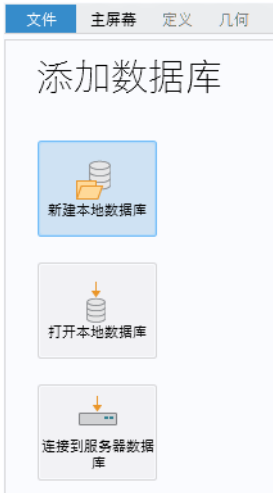 文件 主屏幕 定义 几何
添加数据库
新建本地数据库
打开本地数据库
连接到服务器数据
库